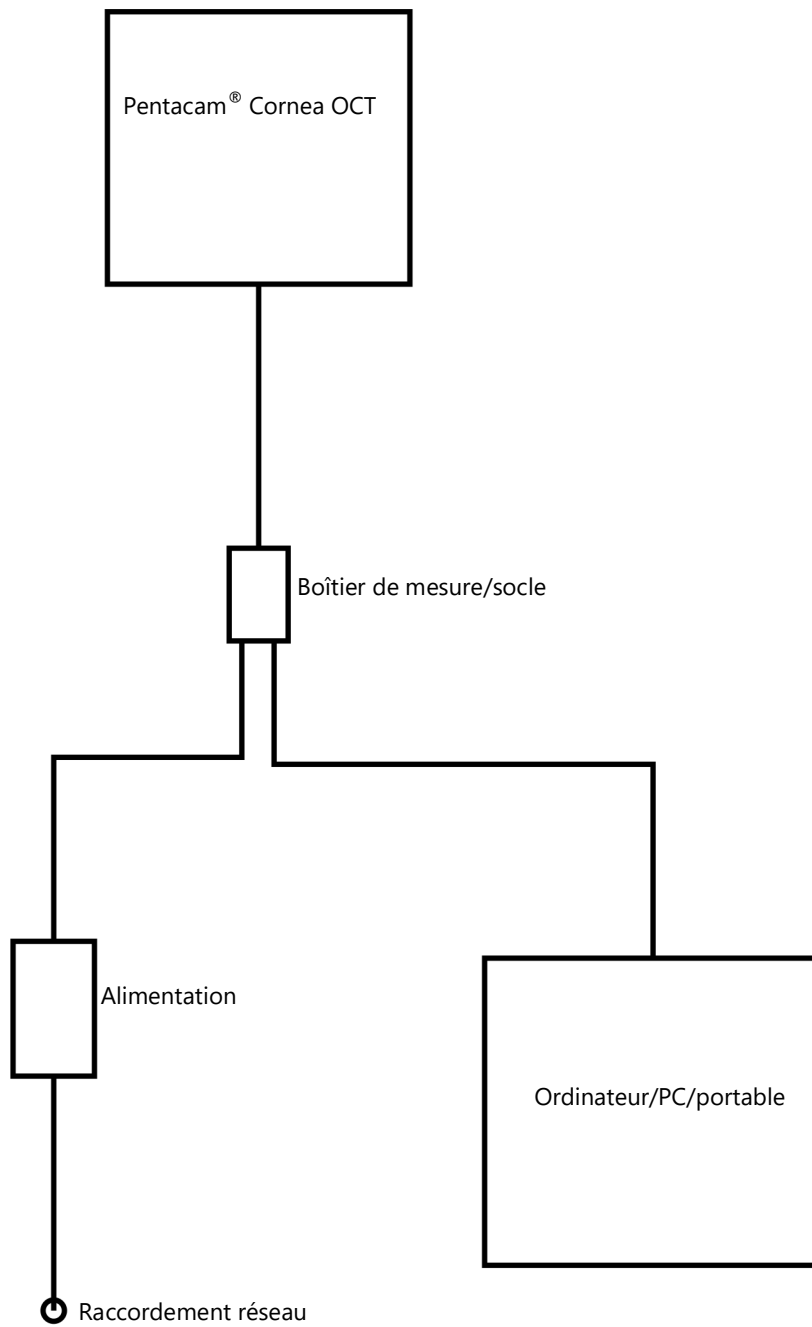 Pentacam® Cornea OCT
Boîtier de mesure/socle
Alimentation
Ordinateur/PC/portable
Raccordement réseau